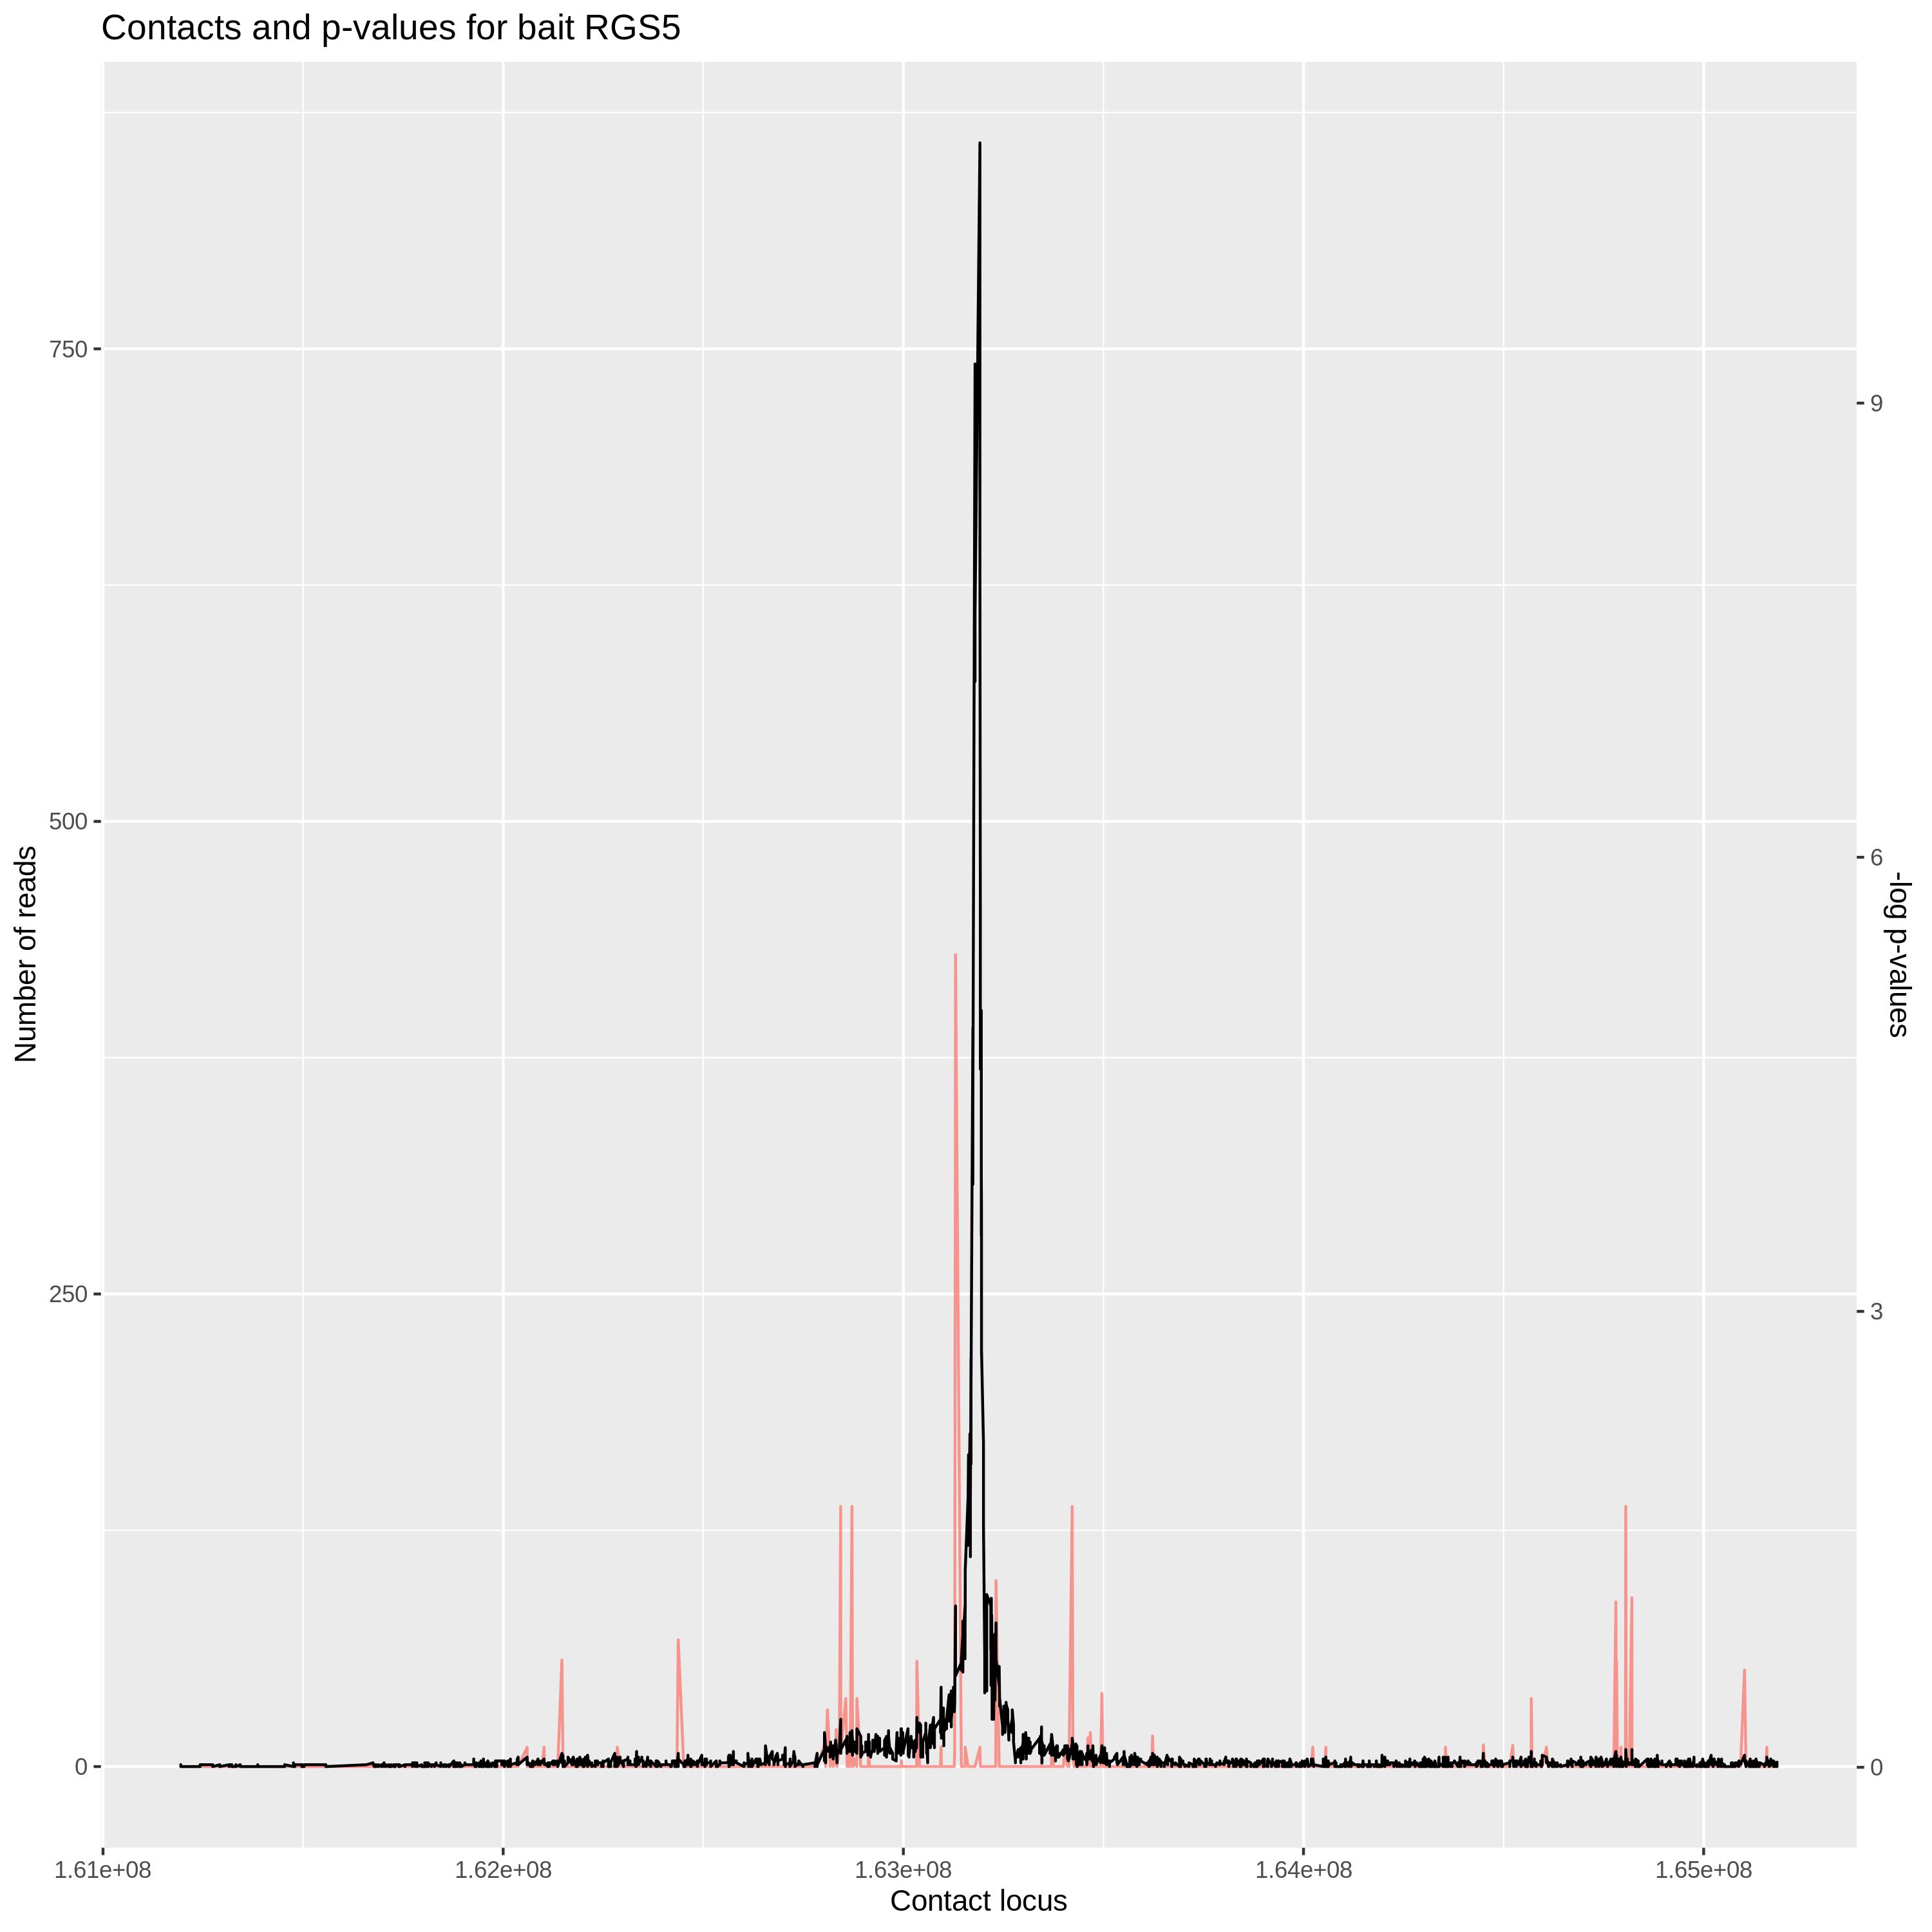 Contacts and p-values for bait RGS5
750
500
250
0
Number of reads
9
6
3
0
-log p-values
1.61e+08
1.62e+08
1.63e+08
1.64e+08
1.65e+08
Contact locus